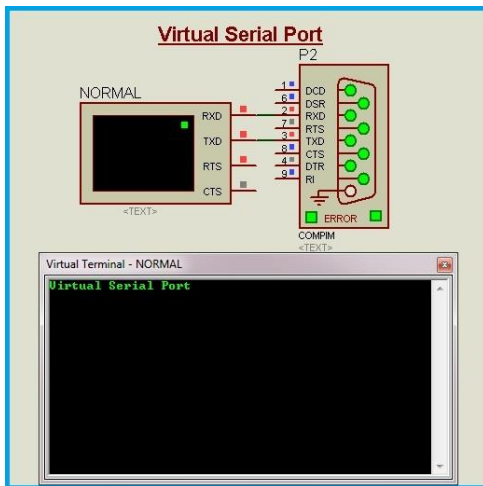 Virtual Serial Port
P2
NORMAL
RXD
TXD
RTS
CTS
<TEXT>
1 DCD
6 DSR
2 RXD
7 RTS
3 TXD
8 CTS
4 DTR
9 RI
ERROR
COMPIM
<TEXT>
Virtual Terminal - NORMAL
Virtual Serial Port